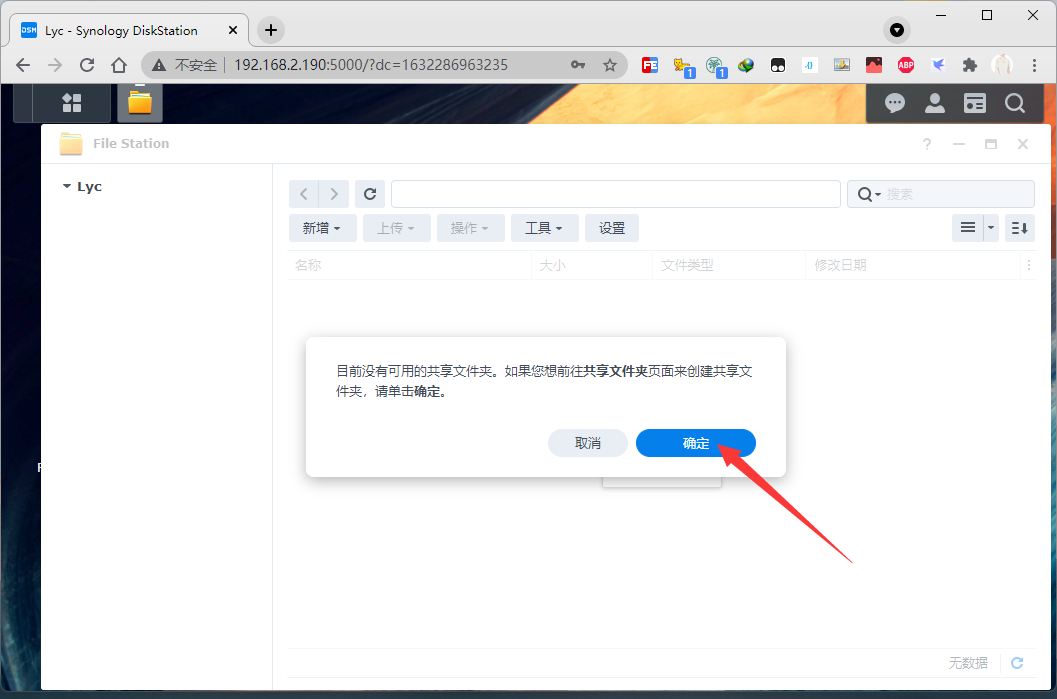 DSM Lyc - Synology DiskStation
不安全 192.168.2.190:5000/?dc=1632286963235
1
1
ABP
File Station
Lyc
搜索
新增 上传 操作 工具 设置
名称 大小 文件类型 修改日期
目前没有可用的共享文件夹。如果您想前往共享文件夹页面来创建共享文
件夹，请单击确定。
取消 确定
无数据